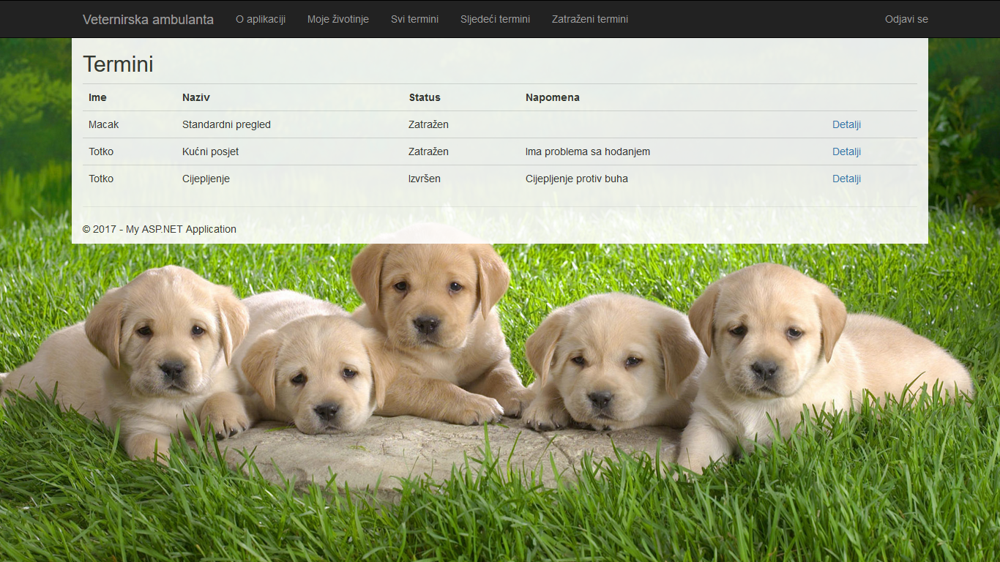 Veternirska ambulanta O aplikaciji Moje životinje Svi termini Sljedeći termini Zatraženi termini Odjavi se
Termini
Ime Naziv Status Napomena
Macak Standardni pregled Zatražen Detalji
Totko Kućni posjet Zatražen Ima problema sa hodanjem Detalji
Totko Cijepljenje Izvršen Cijepljenje protiv buha Detalji
© 2017 - My ASP.NET Application